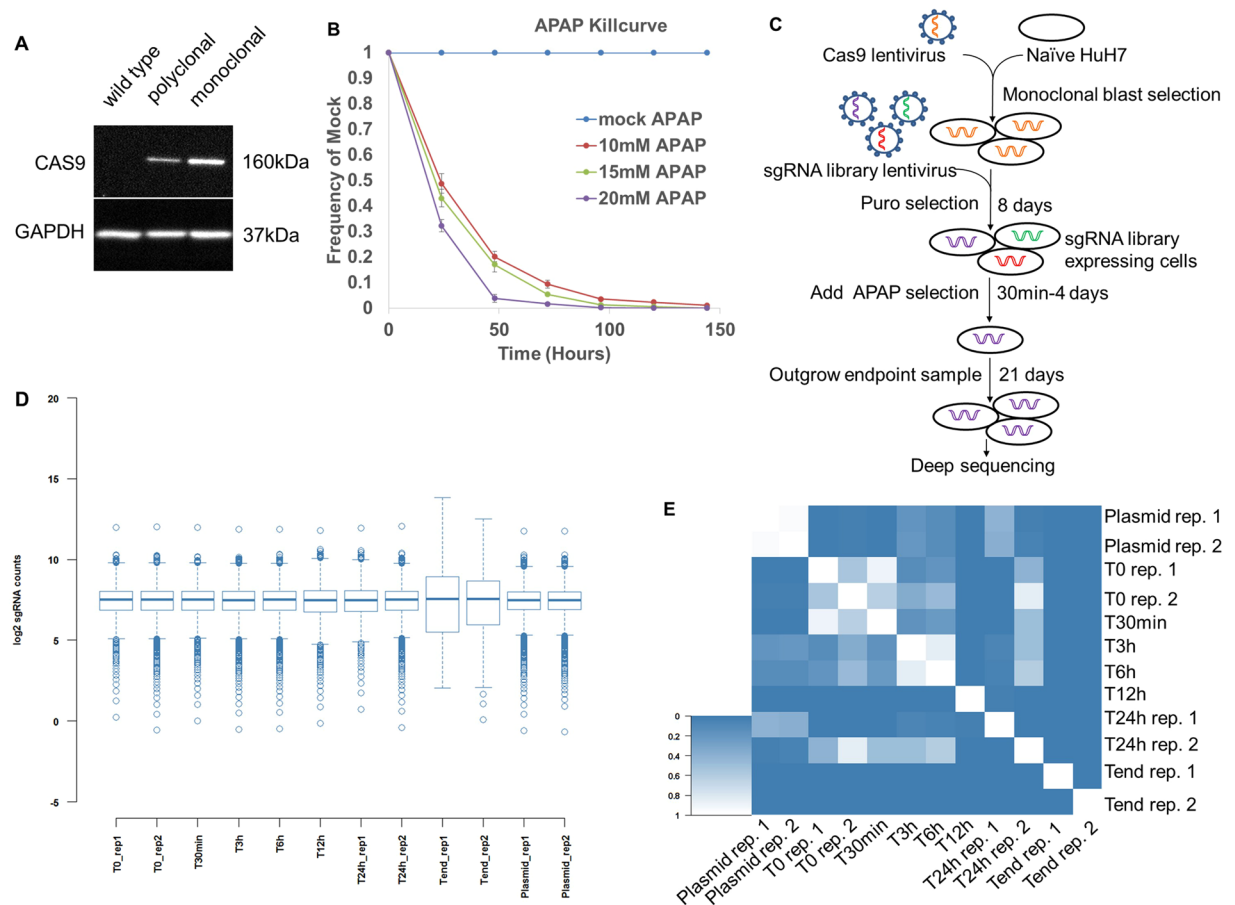 A
wild type
polyclonal
monoclonal
CAS9
160kDa
GAPDH
37kDa
B
APAP Killcurve
Frequency of Mock
1
0.9
0.8
0.7
0.6
0.5
0.4
0.3
0.2
0.1
0
0
50
100
150
Time (Hours)
mock APAP
10mM APAP
15mM APAP
20mM APAP
C
Cas9 lentivirus
Naïve HuH7
Monoclonal blast selection
sgRNA library lentivirus
Puro selection
8 days
sgRNA library
expressing cells
Add APAP selection
30min-4 days
Outgrow endpoint sample
21 days
Deep sequencing
D
log2 sgRNA counts
20
15
10
5
0
-5
T0_rep1
T0_rep2
T30min
T3h
T6h
T12h
T24h_rep1
T24h_rep2
Tend_rep1
Tend_rep2
Plasmid_rep1
Plasmid_rep2
E
Plasmid rep. 1
Plasmid rep. 2
T0 rep. 1
T0 rep. 2
T30min
T3h
T6h
T12h
T24h rep. 1
T24h rep. 2
Tend rep. 1
Tend rep. 2
0
0.2
0.4
0.6
0.8
1
Plasmid rep. 1
Plasmid rep. 2
T0 rep. 1
T0 rep. 2
T30min
T3h
T6h
T12h
T24h rep. 1
T24h rep. 2
Tend rep. 1
Tend rep. 2